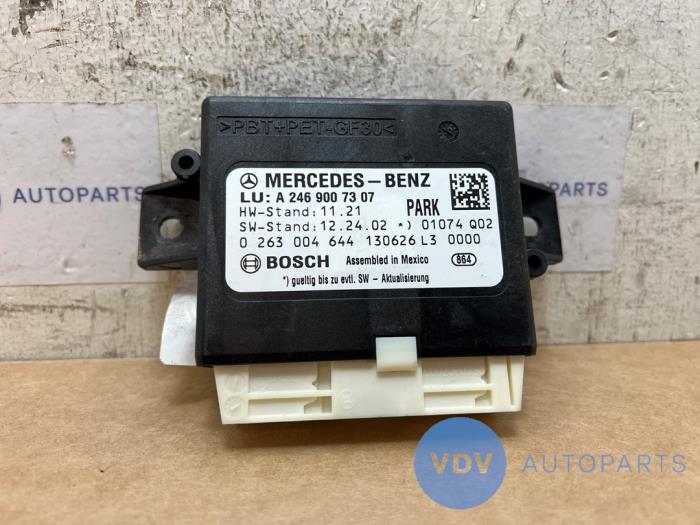 >PBT+PET-GF30<
MERCEDES-BENZ
LU: A 246 900 73 07
HW-Stand: 11.21 PARK
SW-Stand: 12.24.02 *) 01074 Q02
0 263 004 644 130626 L3 0000
BOSCH Assembled in Mexico 864
*) gueltig bis zu evtl. SW - Aktualisierung
AUTOPARTS
VDV AUTOPARTS